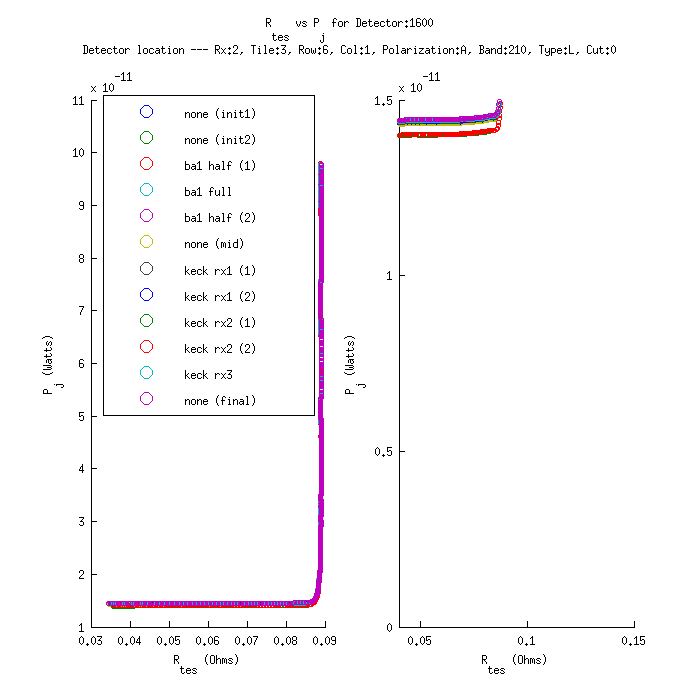 R tes vs P j for Detector:1600
Detector location --- Rx:2, Tile:3, Row:6, Col:1, Polarization:A, Band:210, Type:L, Cut:0
x 10 -11
11
10
9
8
7
6
5
4
3
2
1
P j (Watts)
0.03 0.04 0.05 0.06 0.07 0.08 0.09
R tes (Ohms)
none (init1)
none (init2)
ba1 half (1)
ba1 full
ba1 half (2)
none (mid)
keck rx1 (1)
keck rx1 (2)
keck rx2 (1)
keck rx2 (2)
keck rx3
none (final)
x 10 -11
1.5
1
0.5
0
P j (Watts)
0.05 0.1 0.15
R tes (Ohms)